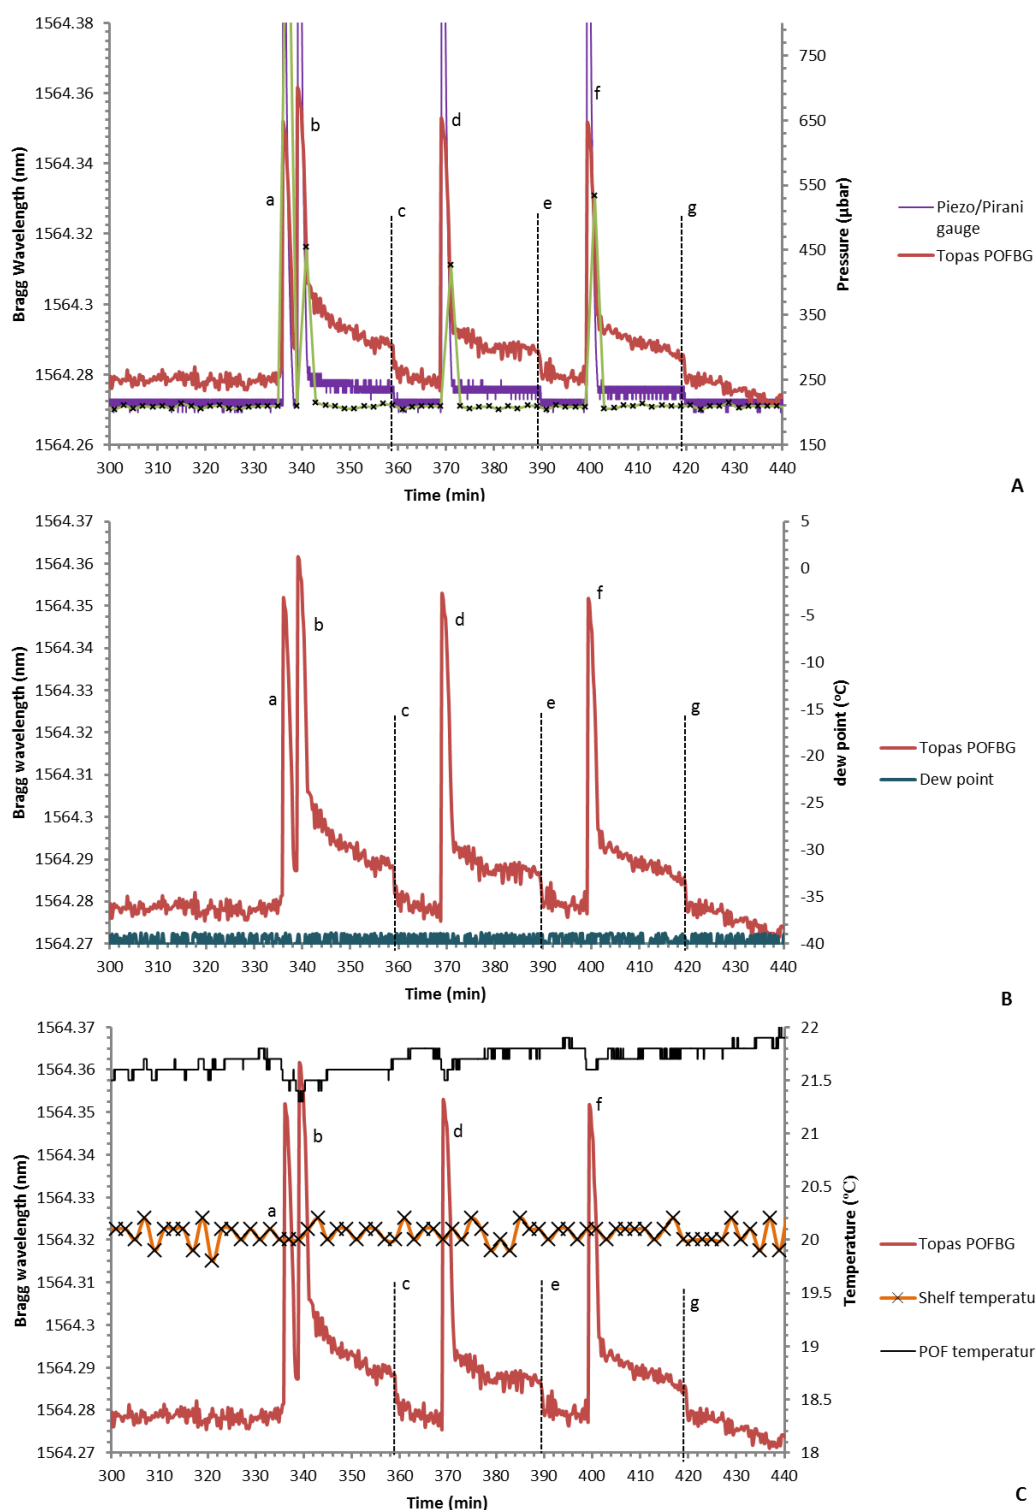 1564.38
1564.36
1564.34
1564.32
1564.3
1564.28
1564.26
Bragg Wavelength (nm)
750
650
550
450
350
250
150
Pressure (µbar)
a
b
c
d
e
f
g
300 310 320 330 340 350 360 370 380 390 400 410 420 430 440
Time (min)
Piezo/Pirani
gauge
Topas POFBG
A
1564.37
1564.36
1564.35
1564.34
1564.33
1564.32
1564.31
1564.3
1564.29
1564.28
1564.27
Bragg wavelength (nm)
5
0
-5
-10
-15
-20
-25
-30
-35
-40
dew point (°C)
a
b
c
d
e
f
g
300 310 320 330 340 350 360 370 380 390 400 410 420 430 440
Time (min)
Topas POFBG
Dew point
B
1564.37
1564.36
1564.35
1564.34
1564.33
1564.32
1564.31
1564.3
1564.29
1564.28
1564.27
Bragg wavelength (nm)
22
21.5
21
20.5
20
19.5
19
18.5
18
Temperature (°C)
a
b
c
d
e
f
g
300 310 320 330 340 350 360 370 380 390 400 410 420 430 440
Time (min)
Topas POFBG
Shelf temperatu
POF temperatur
C